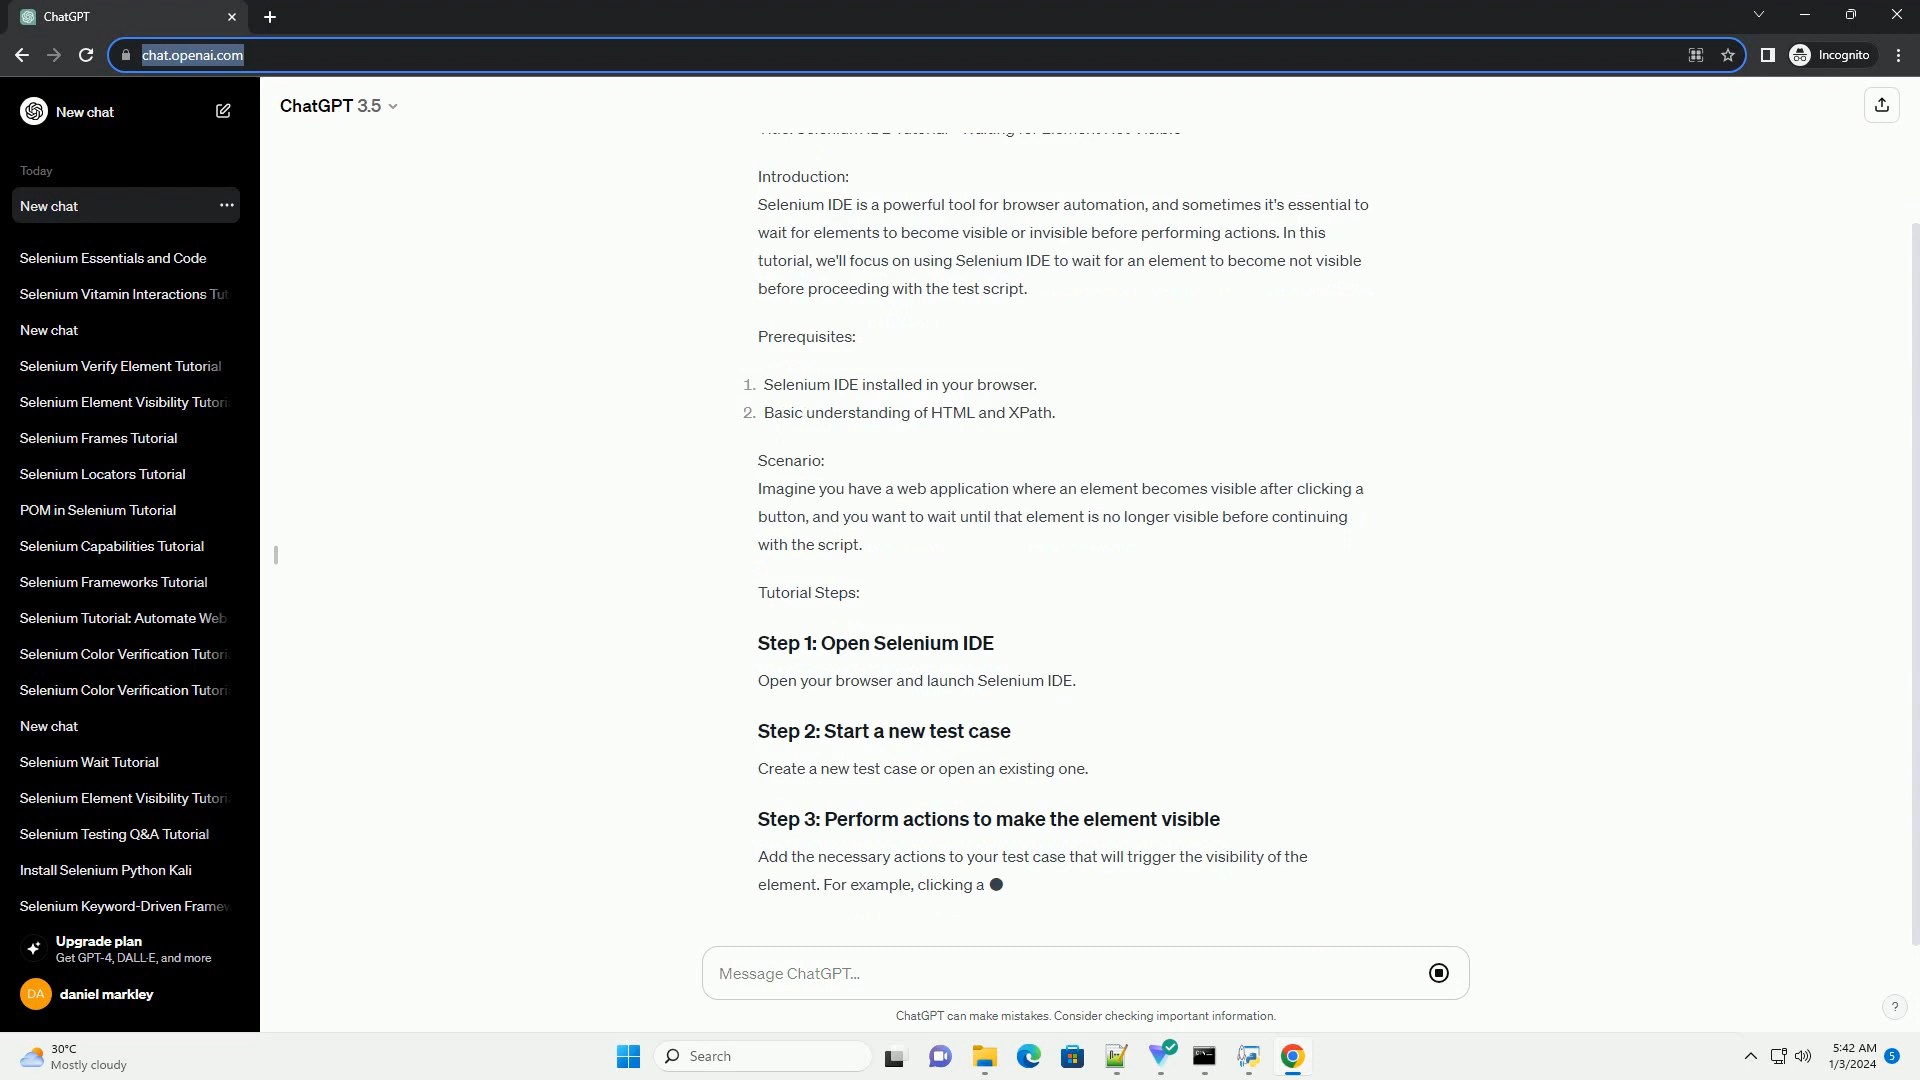 ChatGPT
chat.openai.com
Incognito
New chat
ChatGPT 3.5
Today
New chat
Selenium Essentials and Code
Selenium Vitamin Interactions Tut
New chat
Selenium Verify Element Tutorial
Selenium Element Visibility Tutori
Selenium Frames Tutorial
Selenium Locators Tutorial
POM in Selenium Tutorial
Selenium Capabilities Tutorial
Selenium Frameworks Tutorial
Selenium Tutorial: Automate Web
Selenium Color Verification Tutori
Selenium Color Verification Tutori
New chat
Selenium Wait Tutorial
Selenium Element Visibility Tutori
Selenium Testing Q&A Tutorial
Install Selenium Python Kali
Selenium Keyword-Driven Framew
Upgrade plan
Get GPT-4, DALL·E, and more
DA
daniel markley
Title: Selenium IDE Tutorial - Waiting for Element Not Visible
Introduction:
Selenium IDE is a powerful tool for browser automation, and sometimes it's essential to
wait for elements to become visible or invisible before performing actions. In this
tutorial, we'll focus on using Selenium IDE to wait for an element to become not visible
before proceeding with the test script.
Prerequisites:
1. Selenium IDE installed in your browser.
2. Basic understanding of HTML and XPath.
Scenario:
Imagine you have a web application where an element becomes visible after clicking a
button, and you want to wait until that element is no longer visible before continuing
with the script.
Tutorial Steps:
Step 1: Open Selenium IDE
Open your browser and launch Selenium IDE.
Step 2: Start a new test case
Create a new test case or open an existing one.
Step 3: Perform actions to make the element visible
Add the necessary actions to your test case that will trigger the visibility of the
element. For example, clicking a
Message ChatGPT...
ChatGPT can make mistakes. Consider checking important information.
?
30°C
Mostly cloudy
Search
5:42 AM
1/3/2024
5